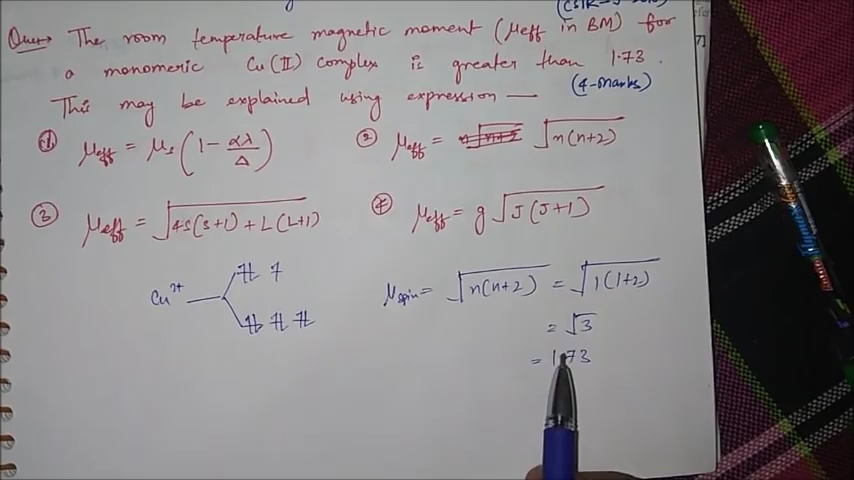 Ques→ The room temperature magnetic moment (μeff in BM) for
a monomeric Cu(II) complex is greater than 1.73.
This may be explained using expression — (4-Marks)
① μeff = μs(1 - αλ/Δ) ② μeff = √n(n+2)
③ μeff = √4s(s+1) + L(L+1) ④ μeff = g√J(J+1)
Cu²⁺ μspin = √n(n+2) = √1(1+2)
= √3
= 1.73